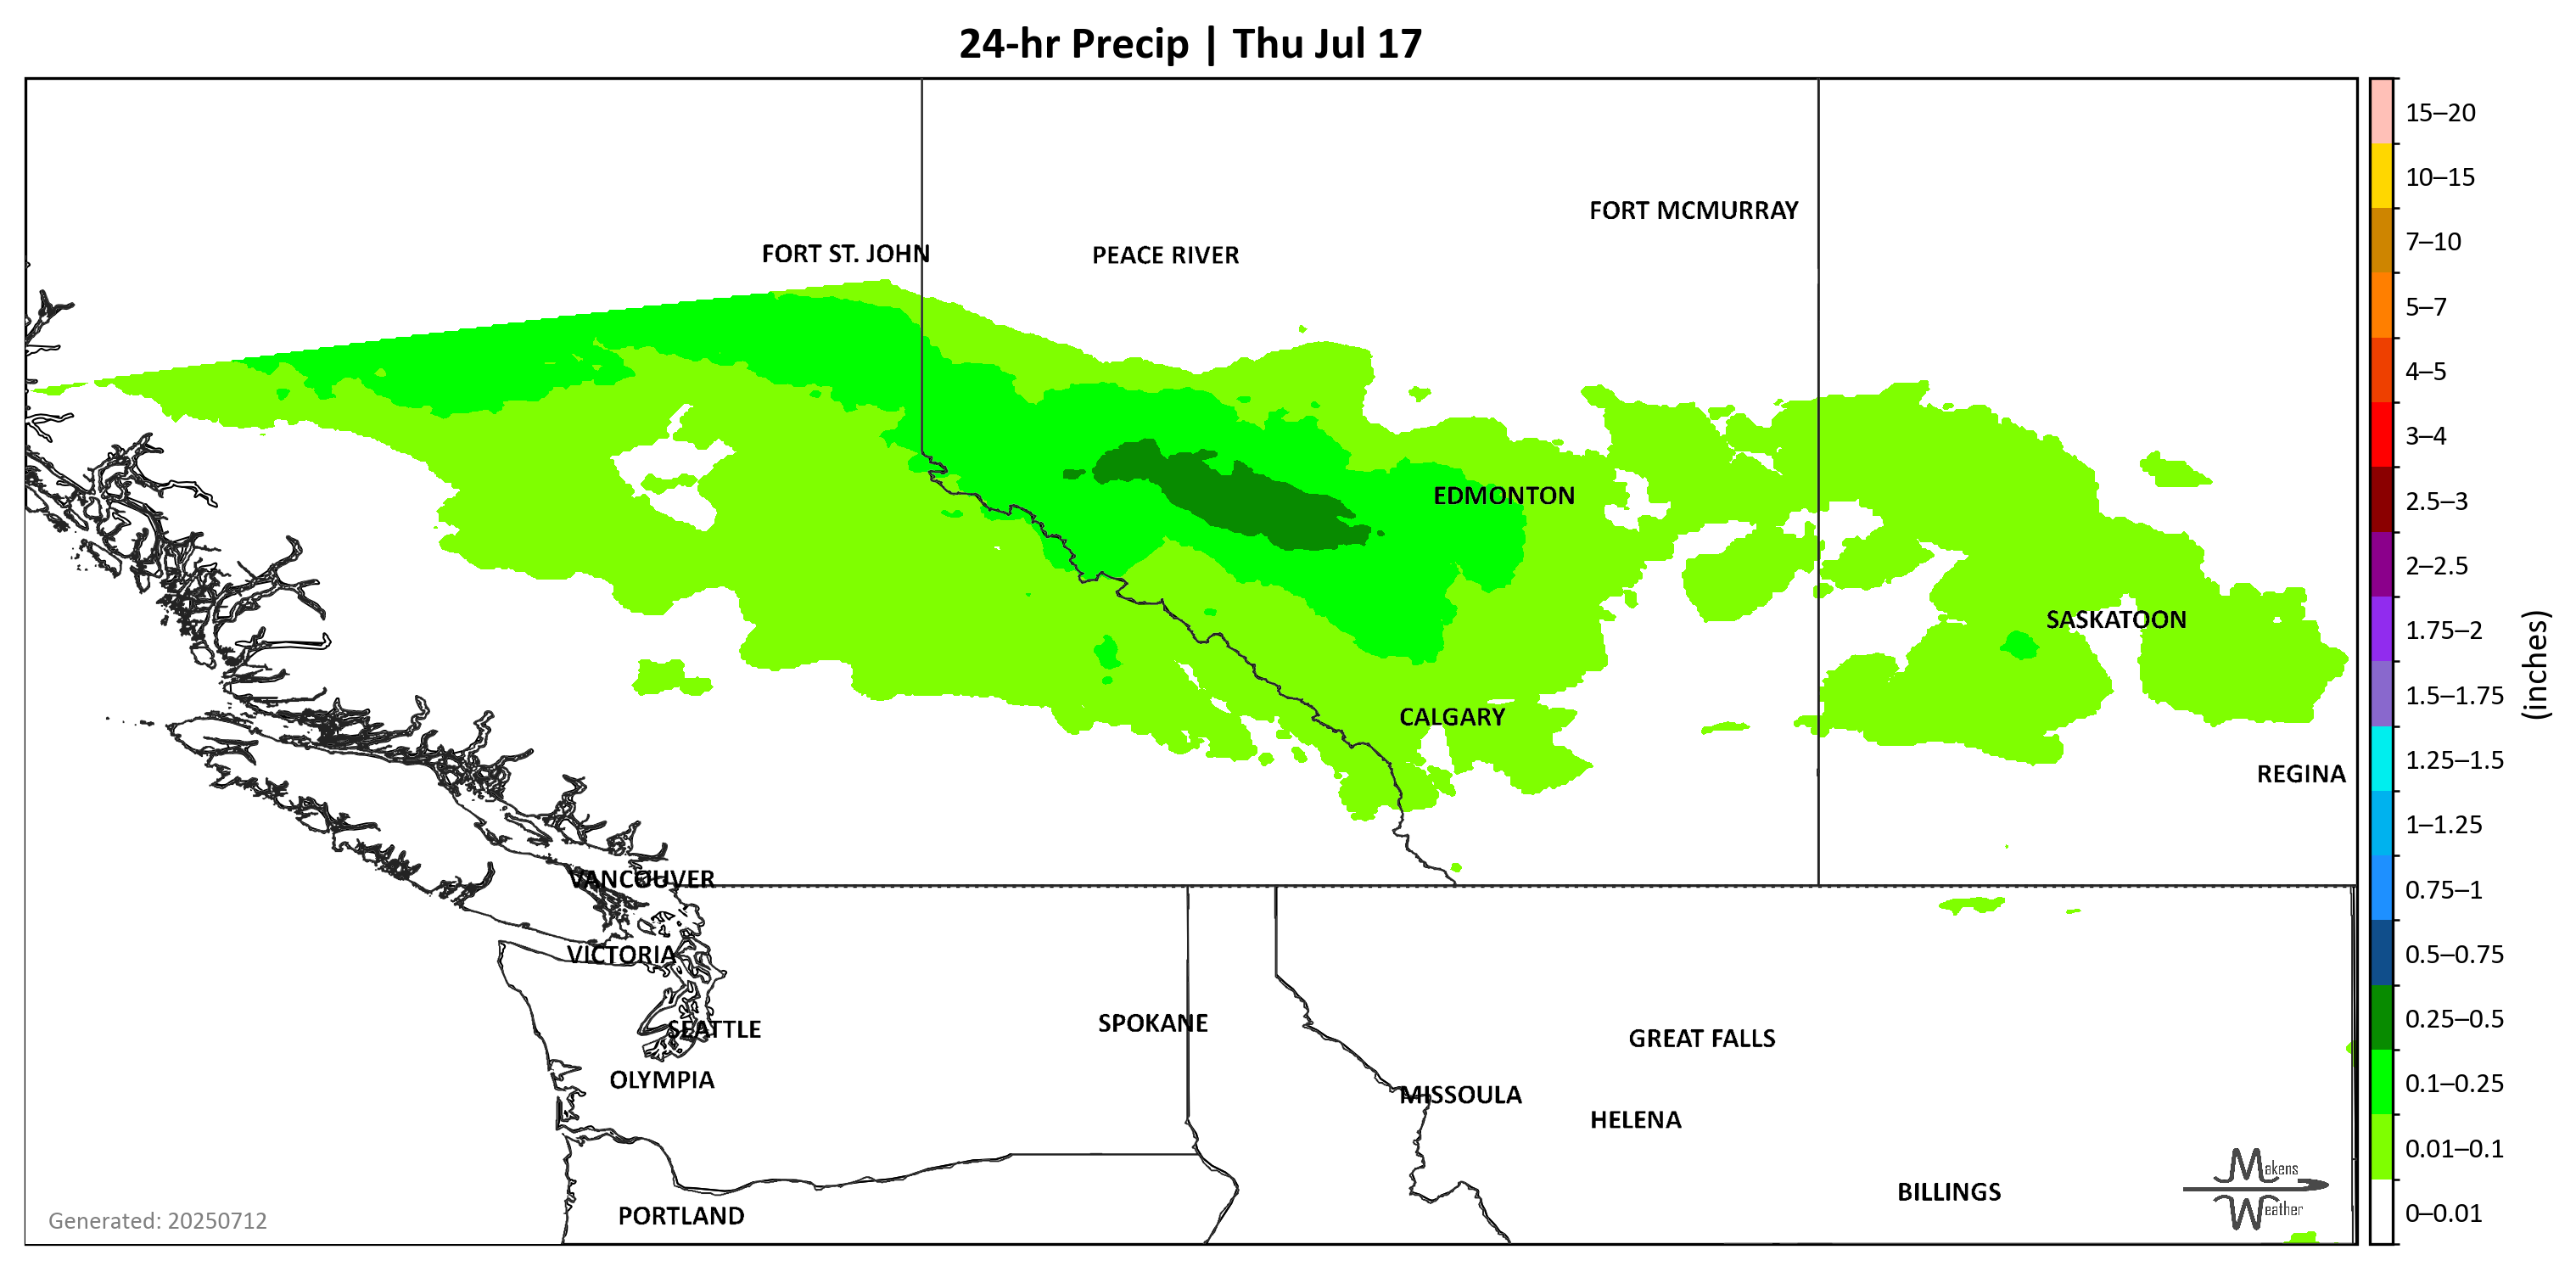 24-hr Precip | Thu Jul 17
FORT MCMURRAY
FORT ST. JOHN
PEACE RIVER
EDMONTON
SASKATOON
CALGARY
REGINA
VANCOUVER
VICTORIA
SPOKANE
SEATTLE
GREAT FALLS
OLYMPIA
MISSOULA
HELENA
BILLINGS
PORTLAND
Generated: 20250712
Makens
Weather
15–20
10–15
7–10
5–7
4–5
3–4
2.5–3
2–2.5
1.75–2
1.5–1.75
1.25–1.5
1–1.25
0.75–1
0.5–0.75
0.25–0.5
0.1–0.25
0.01–0.1
0–0.01
(inches)